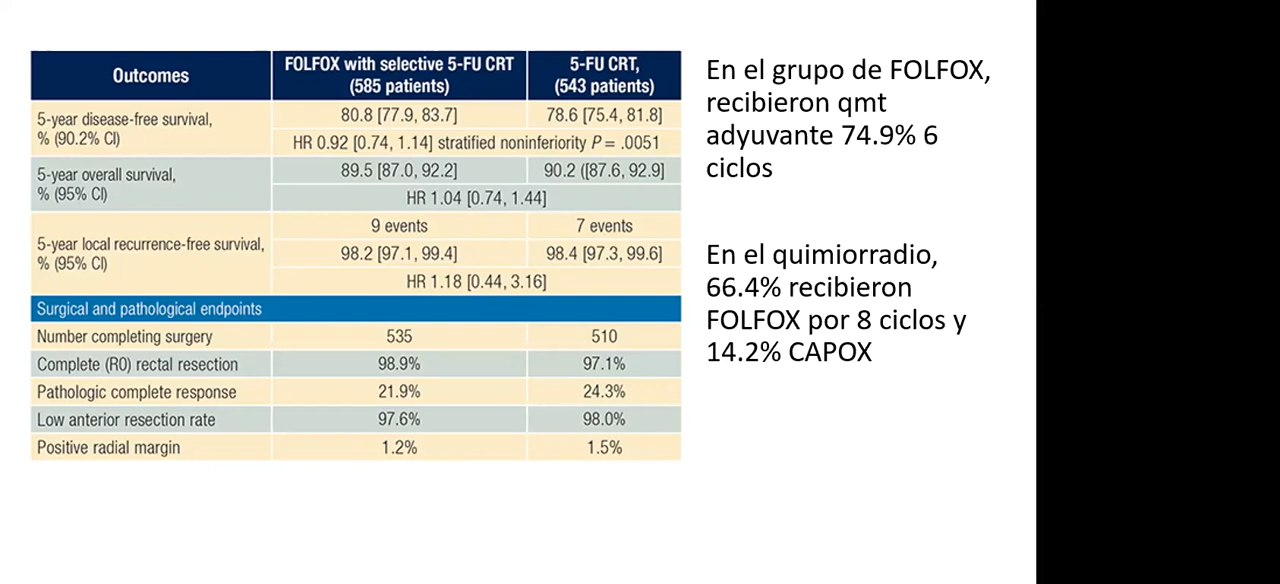 Outcomes
FOLFOX with selective 5-FU CRT
(585 patients)
5-FU CRT,
(543 patients)
5-year disease-free survival,
% (90.2% CI)
80.8 [77.9, 83.7]
78.6 [75.4, 81.8]
HR 0.92 [0.74, 1.14] stratified noninferiority P = .0051
5-year overall survival,
% (95% CI)
89.5 [87.0, 92.2]
90.2 ([87.6, 92.9]
HR 1.04 [0.74, 1.44]
5-year local recurrence-free survival,
% (95% CI)
9 events
7 events
98.2 [97.1, 99.4]
98.4 [97.3, 99.6]
HR 1.18 [0.44, 3.16]
Surgical and pathological endpoints
Number completing surgery
535
510
Complete (R0) rectal resection
98.9%
97.1%
Pathologic complete response
21.9%
24.3%
Low anterior resection rate
97.6%
98.0%
Positive radial margin
1.2%
1.5%
En el grupo de FOLFOX,
recibieron qmt
adyuvante 74.9% 6
ciclos
En el quimiorradio,
66.4% recibieron
FOLFOX por 8 ciclos y
14.2% CAPOX